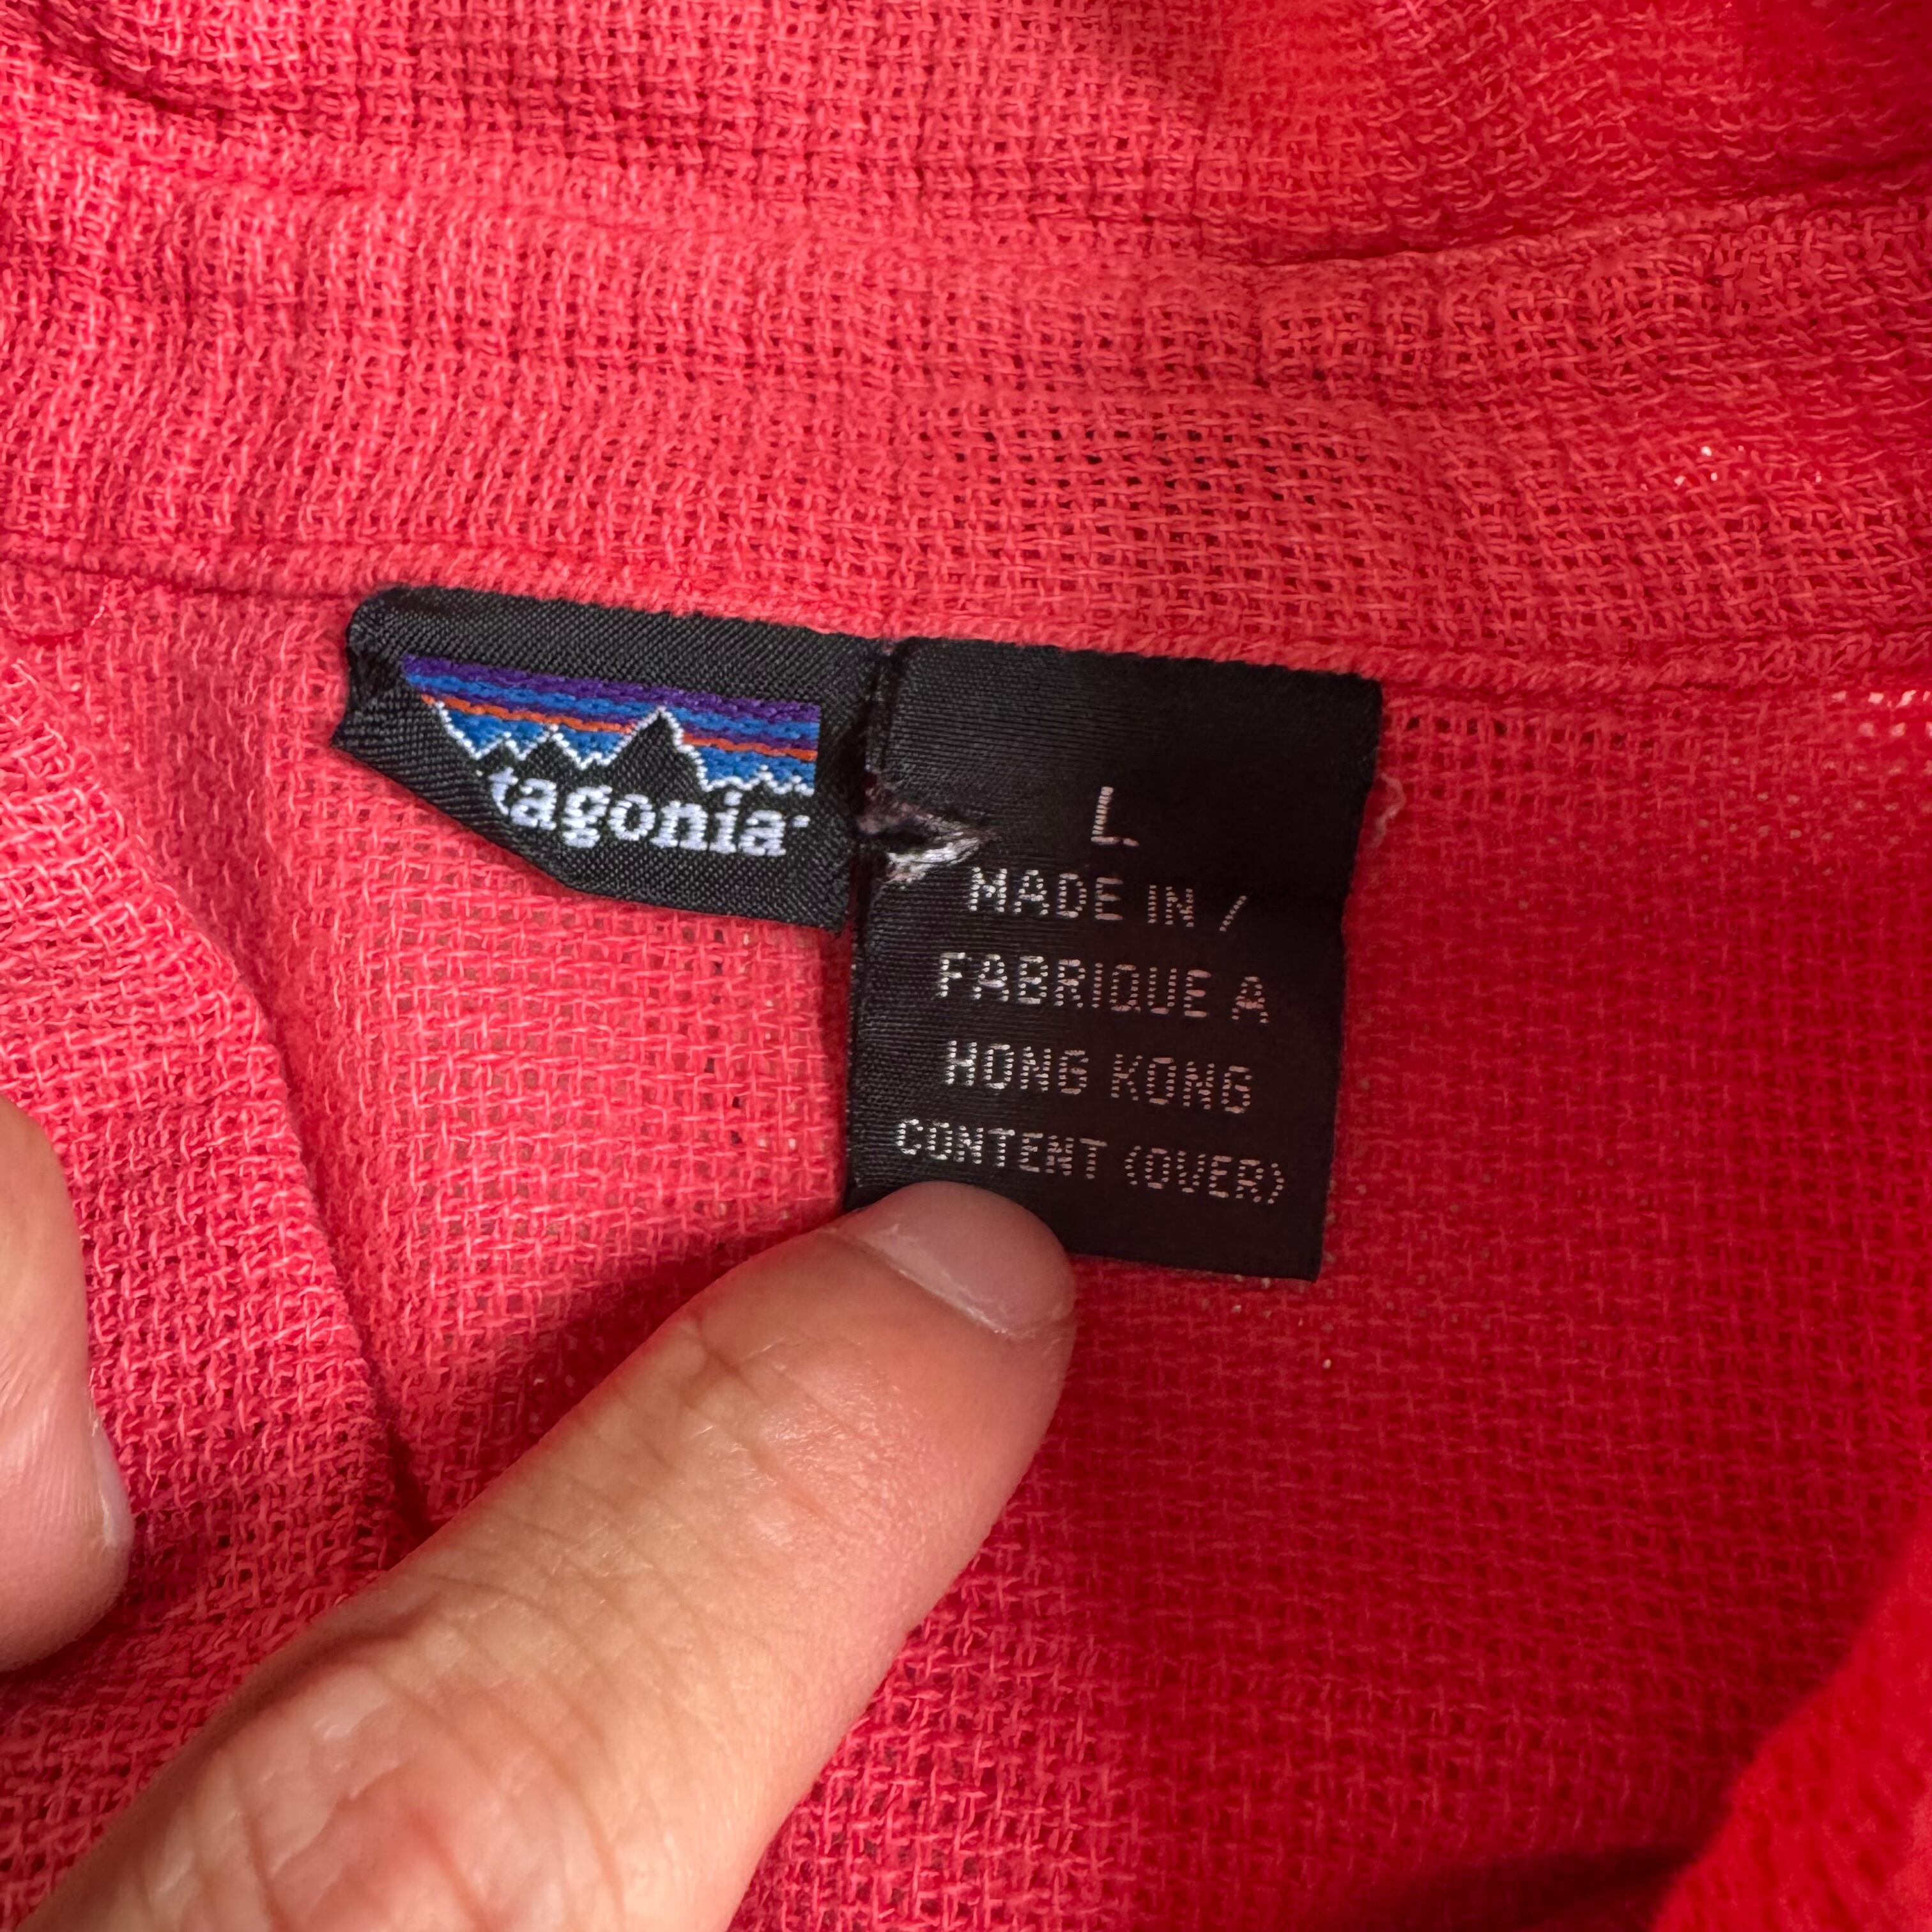 tagonia
L
MADE IN /
FABRIQUE A
HONG KONG
CONTENT (OVER)